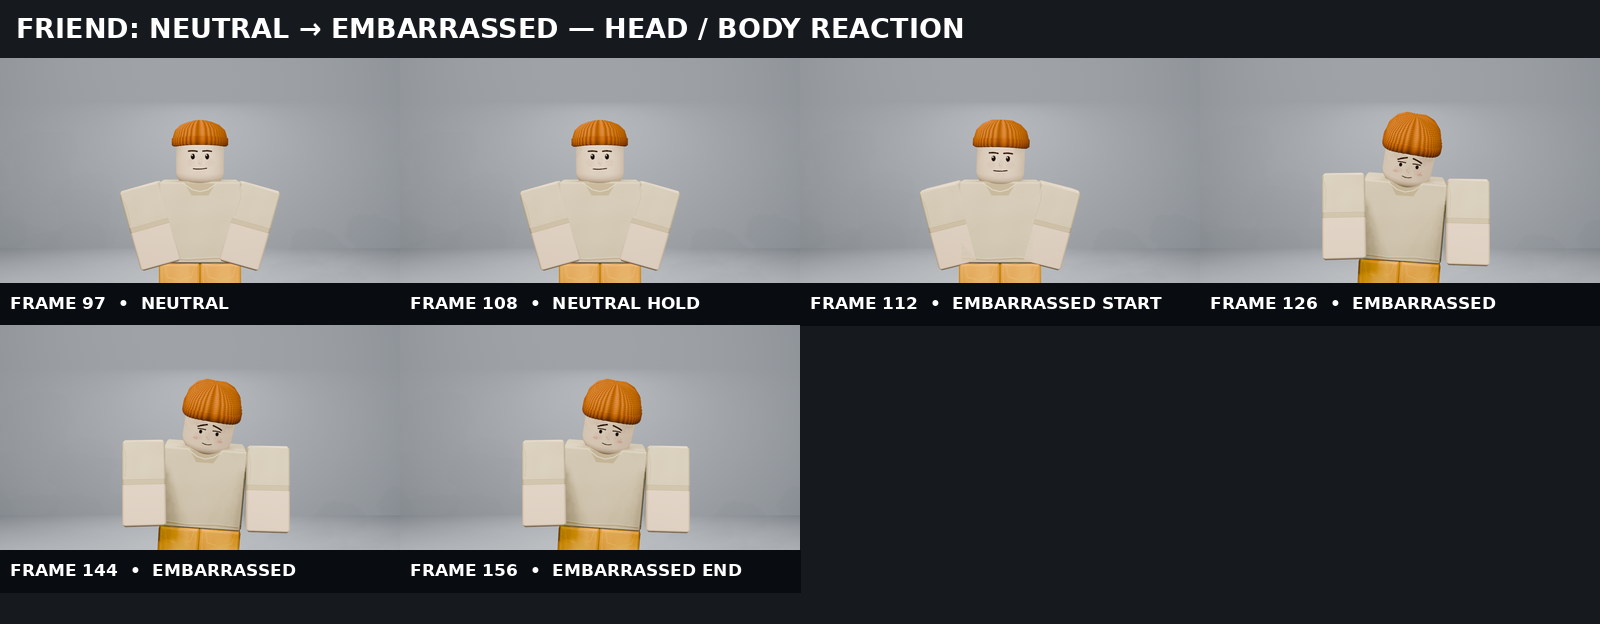 FRIEND: NEUTRAL → EMBARRASSED — HEAD / BODY REACTION
FRAME 97 • NEUTRAL
FRAME 108 • NEUTRAL HOLD
FRAME 112 • EMBARRASSED START
FRAME 126 • EMBARRASSED
FRAME 144 • EMBARRASSED
FRAME 156 • EMBARRASSED END